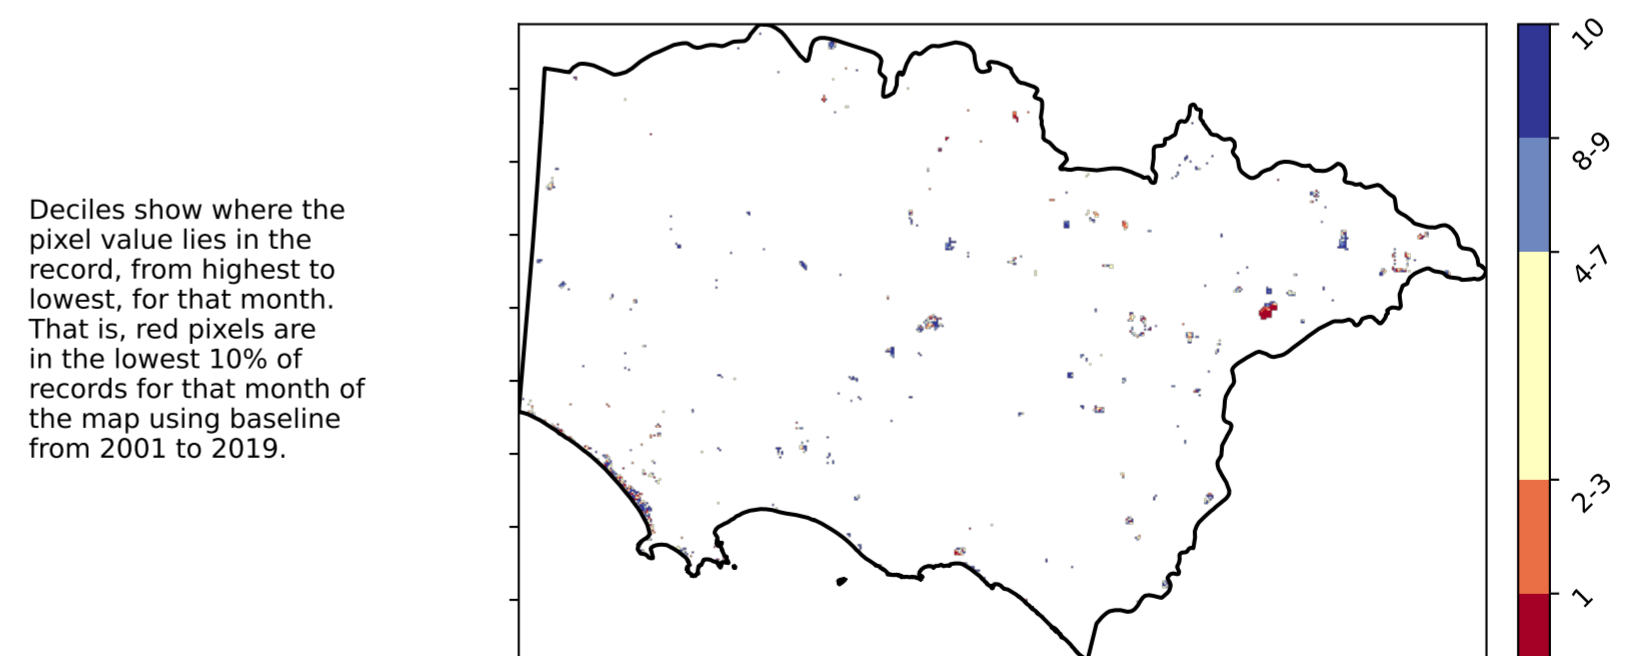 Deciles show where the
pixel value lies in the
record, from highest to
lowest, for that month.
That is, red pixels are
in the lowest 10% of
records for that month of
the map using baseline
from 2001 to 2019.
10
8-9
4-7
2-3
1